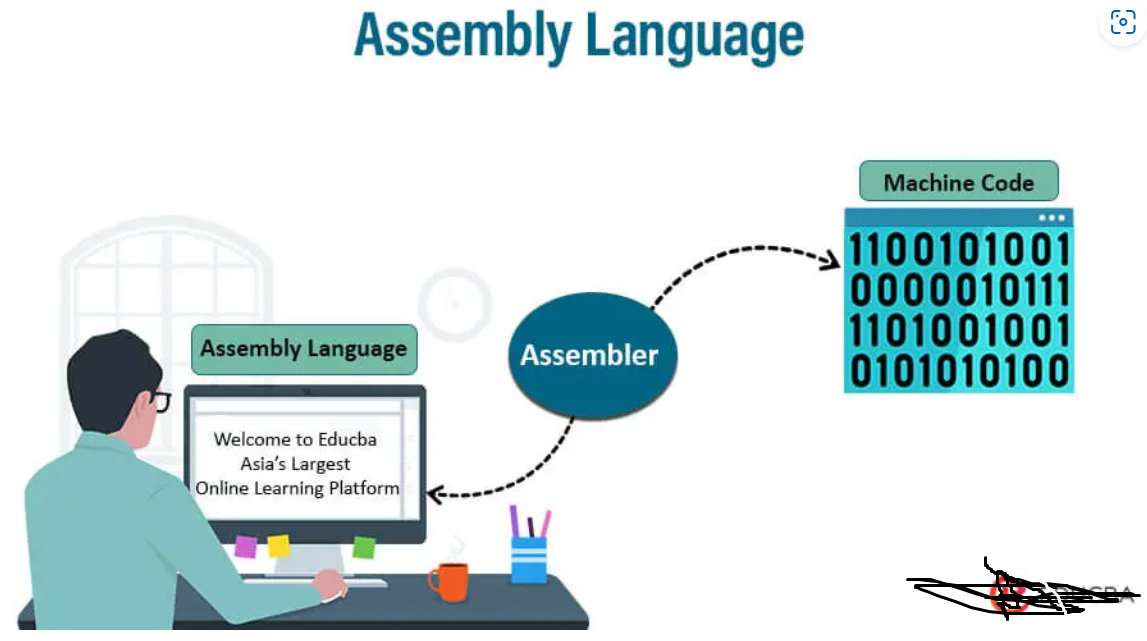 Assembly Language
Machine Code
1100101001
0000010111
1101001001
0101010100
Assembler
Assembly Language
Welcome to Educba
Asia's Largest
Online Learning Platform